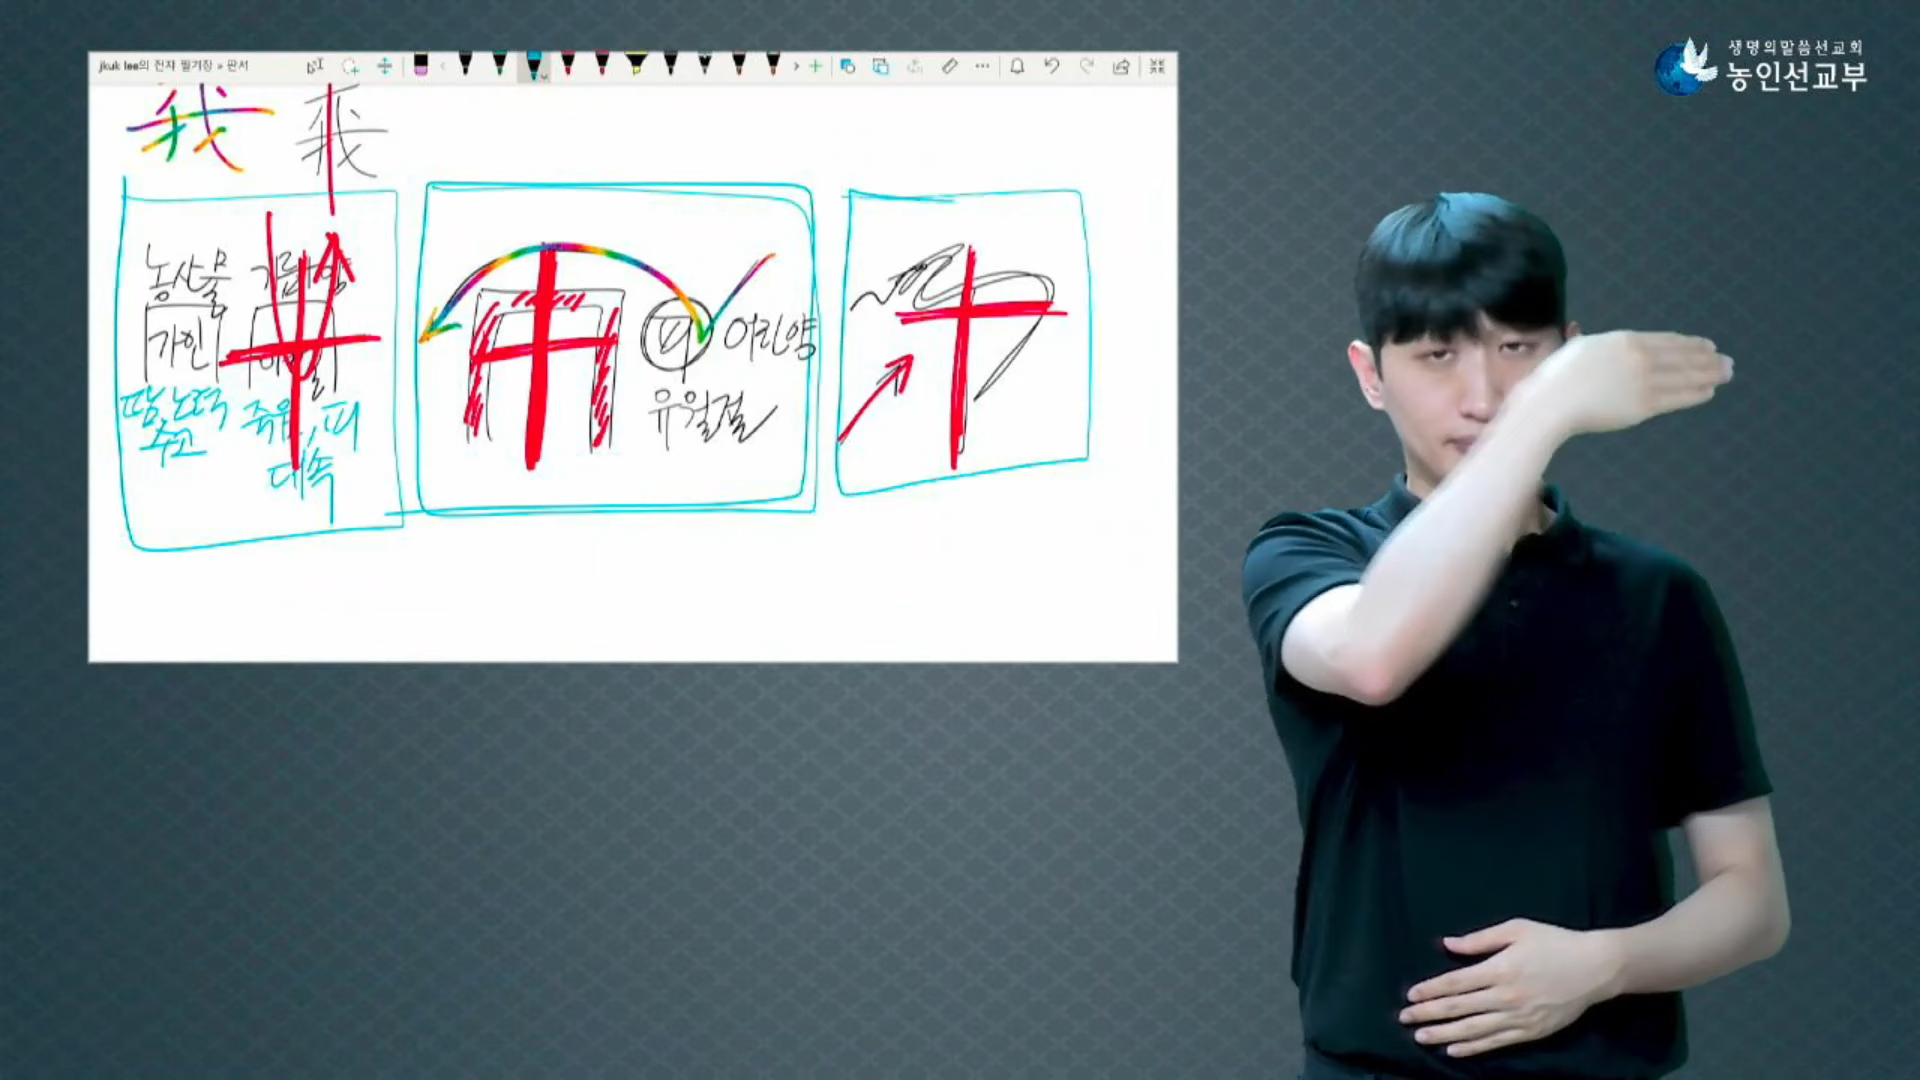 jkuk lee의 전자 필기장 » 판서
생명의말씀선교회
농인선교부
我 義
농산물
가인
땀, 노력
수고
죽음, 피
대속
피 어린양
유월절